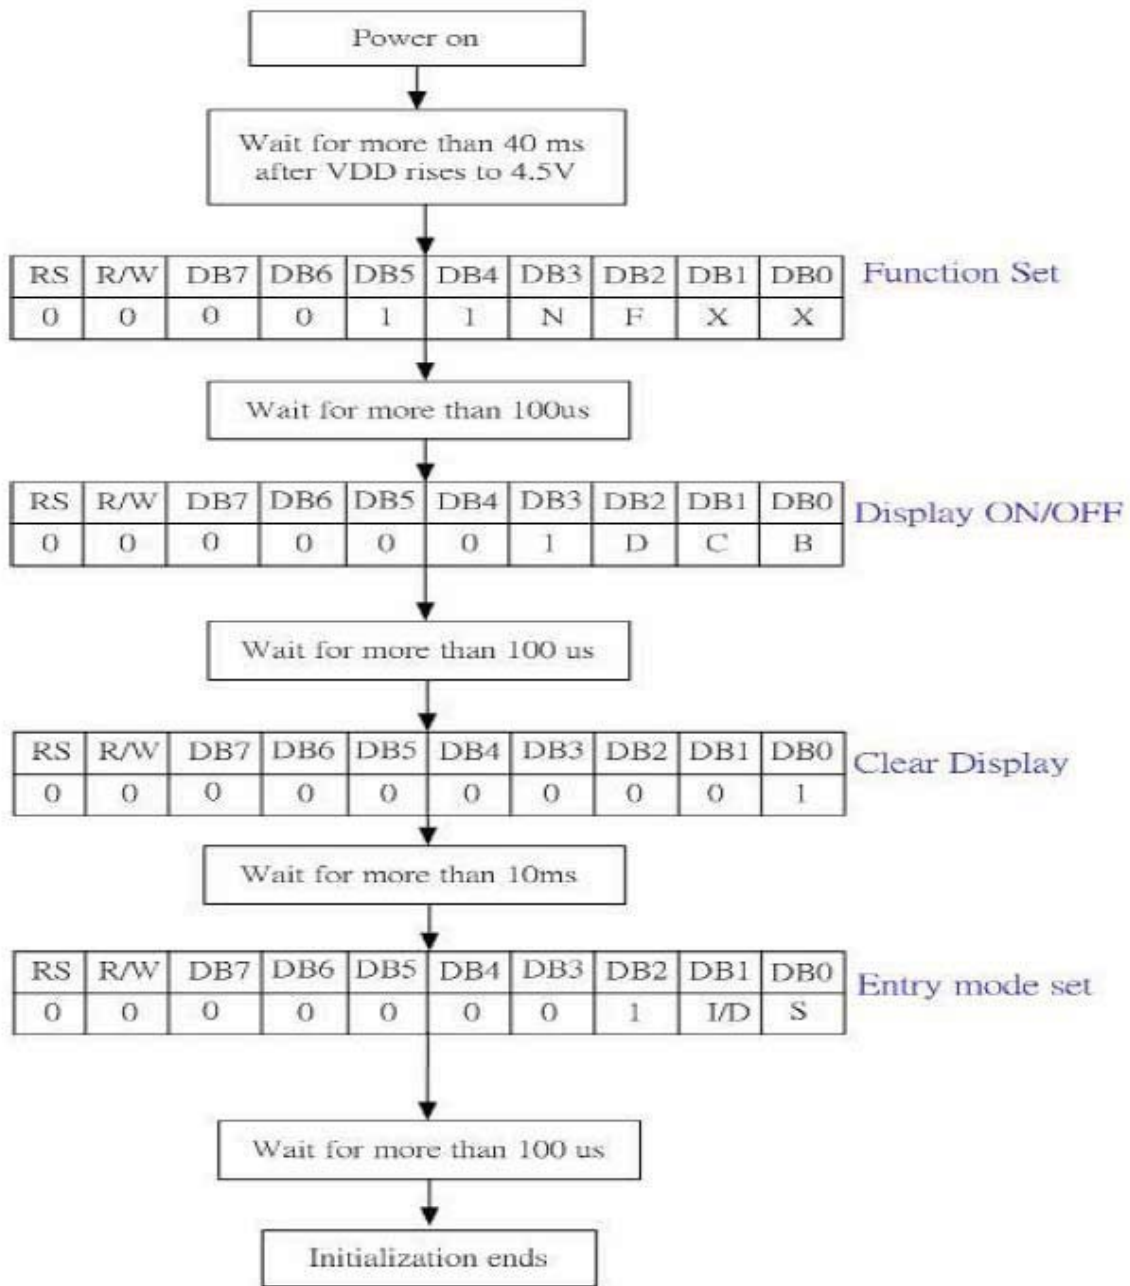 Power on
Wait for more than 40 ms
after VDD rises to 4.5V
RS R/W DB7 DB6 DB5 DB4 DB3 DB2 DB1 DB0 Function Set
0 0 0 0 1 1 N F X X
Wait for more than 100us
RS R/W DB7 DB6 DB5 DB4 DB3 DB2 DB1 DB0 Display ON/OFF
0 0 0 0 0 0 1 D C B
Wait for more than 100 us
RS R/W DB7 DB6 DB5 DB4 DB3 DB2 DB1 DB0 Clear Display
0 0 0 0 0 0 0 0 0 1
Wait for more than 10ms
RS R/W DB7 DB6 DB5 DB4 DB3 DB2 DB1 DB0 Entry mode set
0 0 0 0 0 0 0 1 I/D S
Wait for more than 100 us
Initialization ends